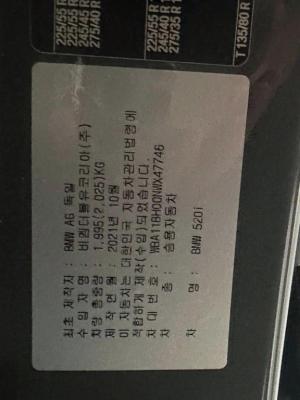 225/55 R
245/45 R
275/40 R
225/55 R
245/40 R
275/35 R
T 135/80 R
최초 제작자 : BMW AG 독일
수 입 자 명 : 비엠더블유코리아(주)
차량 총중량 : 1,995(2,025)KG
제 작 연 월 : 2021년 10월
이 자동차는 대한민국 자동차관리법령에
적합하게 제작(수입)되었습니다.
차 대 번 호 :
차 종 : 승용자동차
차 명 : BMW 520i